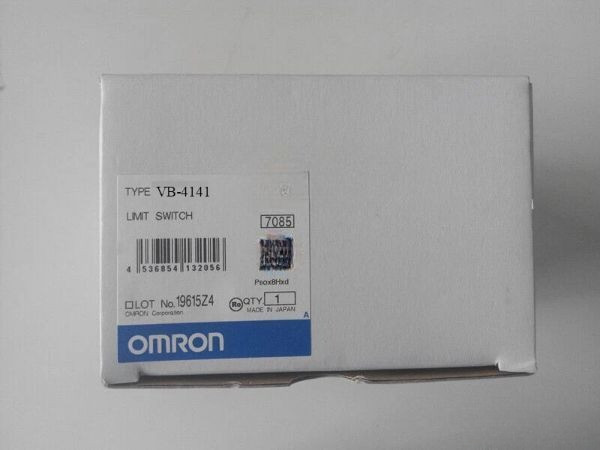 TYPE VB-4141
LIMIT SWITCH
7085
4 536854 132056
Psox8Hxd
LOT No. 19615Z4
Ro QTY 1
OMRON Corporation
MADE IN JAPAN
A
OMRON